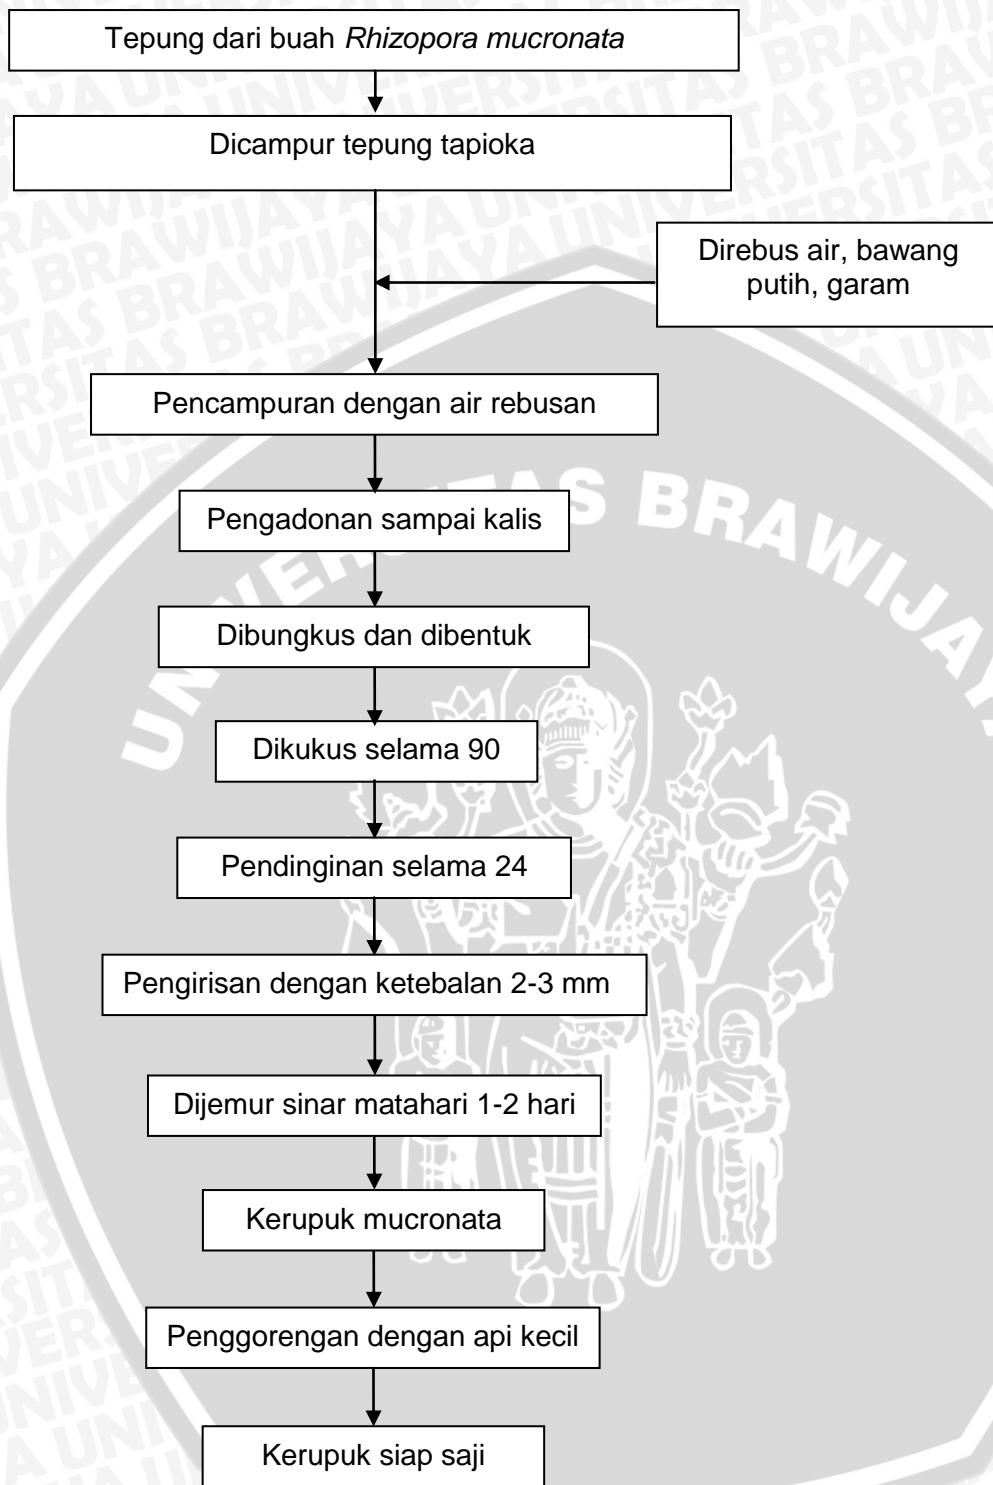 Tepung dari buah Rhizopora mucronata
Dicampur tepung tapioka
Direbus air, bawang
putih, garam
Pencampuran dengan air rebusan
Pengadonan sampai kalis
Dibungkus dan dibentuk
Dikukus selama 90
Pendinginan selama 24
Pengirisan dengan ketebalan 2-3 mm
Dijemur sinar matahari 1-2 hari
Kerupuk mucronata
Penggorengan dengan api kecil
Kerupuk siap saji
UNIVERSITAS BRAWIJAYA